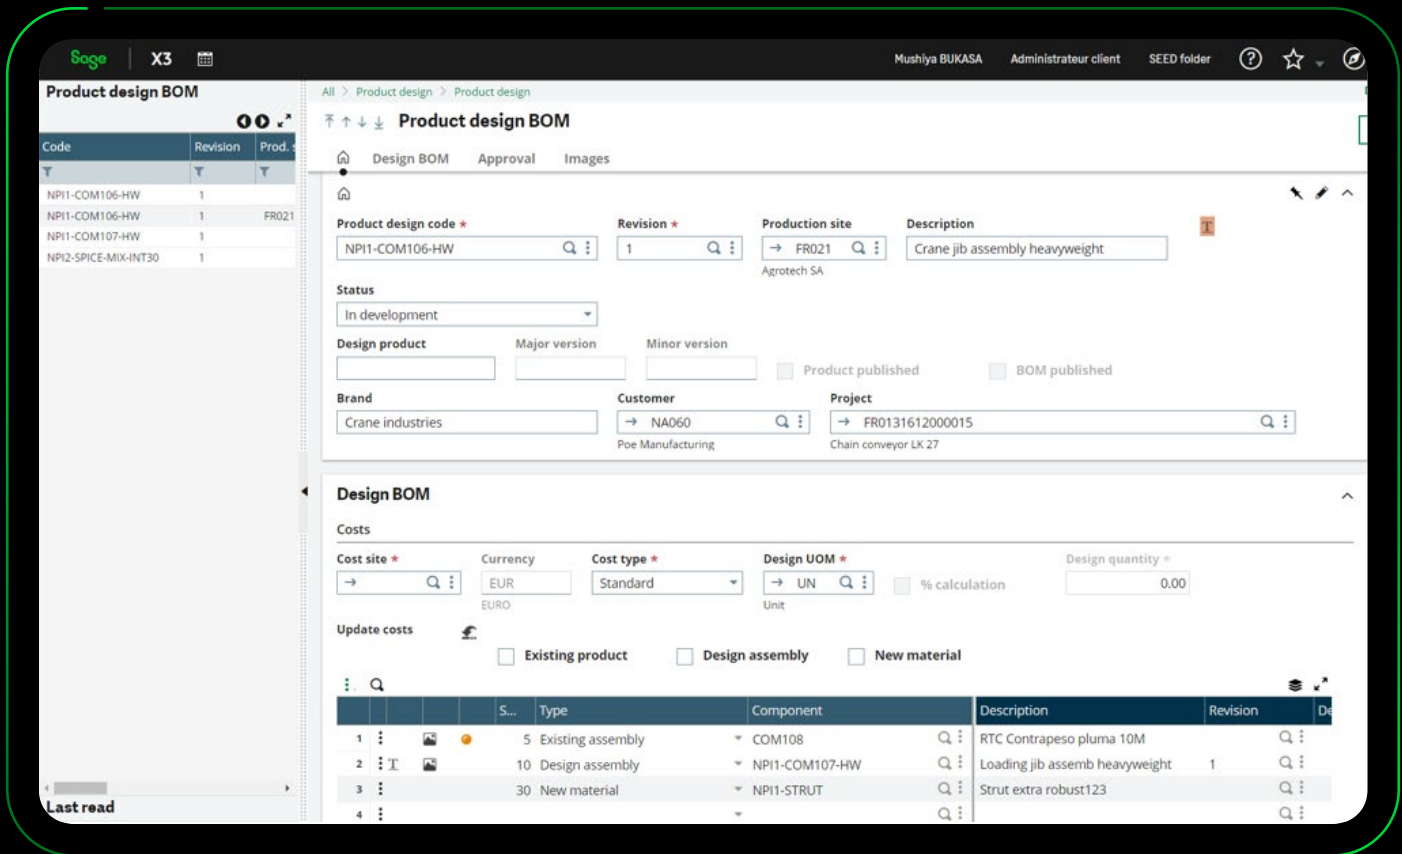 Sage X3 Mushiya BUKASA Administrateur client SEED folder
Product design BOM
Code Revision Prod.
NPI1-COM106-HW 1
NPI1-COM106-HW 1 FR021
NPI1-COM107-HW 1
NPI2-SPICE-MIX-INT30 1
Last read
All > Product design > Product design
Product design BOM
Design BOM Approval Images
Product design code * Revision * Production site Description
NPI1-COM106-HW 1 FR021 Crane jib assembly heavyweight
Agrotech SA
T
Status
In development
Design product Major version Minor version
Product published BOM published
Brand Customer Project
Crane industries NA060 FR0131612000015
Poe Manufacturing Chain conveyor LK 27
Design BOM
Costs
Cost site * Currency Cost type * Design UOM * Design quantity *
EUR Standard UN % calculation 0.00
EURO Unit
Update costs
Existing product Design assembly New material
S... Type Component Description Revision De
1 5 Existing assembly COM108 RTC Contrapeso pluma 10M
2 T 10 Design assembly NPI1-COM107-HW Loading jib assemb heavyweight 1
3 30 New material NPI1-STRUT Strut extra robust123
4